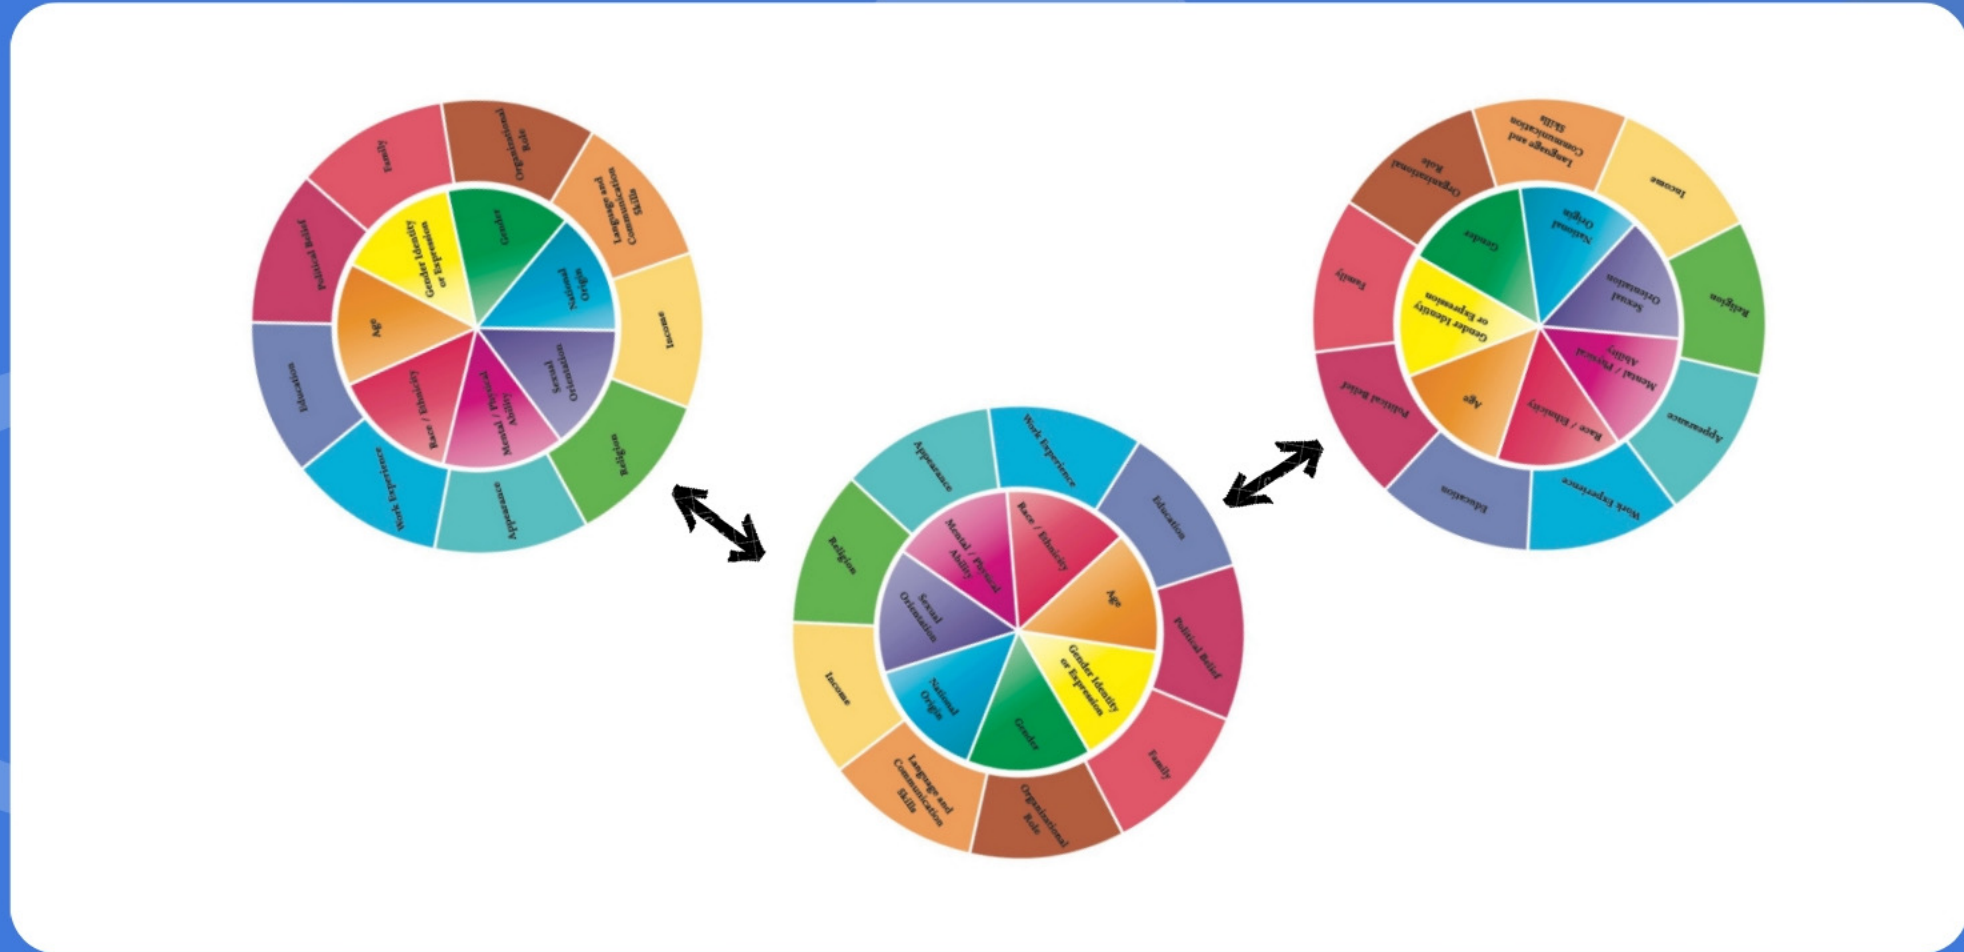 Organizational
Role
Language and
Communication
Skills
Income
Religion
Appearance
Work Experience
Education
Political Belief
Family
Gender
National
Origin
Sexual
Orientation
Mental / Physical
Ability
Race / Ethnicity
Age
Gender Identity
or Expression
Work Experience
Education
Political Belief
Family
Organizational
Role
Language and
Communication
Skills
Income
Religion
Appearance
Race / Ethnicity
Age
Gender Identity
or Expression
Gender
National
Origin
Sexual
Orientation
Mental / Physical
Ability
Language and
Communication
Skills
Income
Religion
Appearance
Work Experience
Education
Political Belief
Family
Organizational
Role
National
Origin
Sexual
Orientation
Mental / Physical
Ability
Race / Ethnicity
Age
Gender Identity
or Expression
Gender